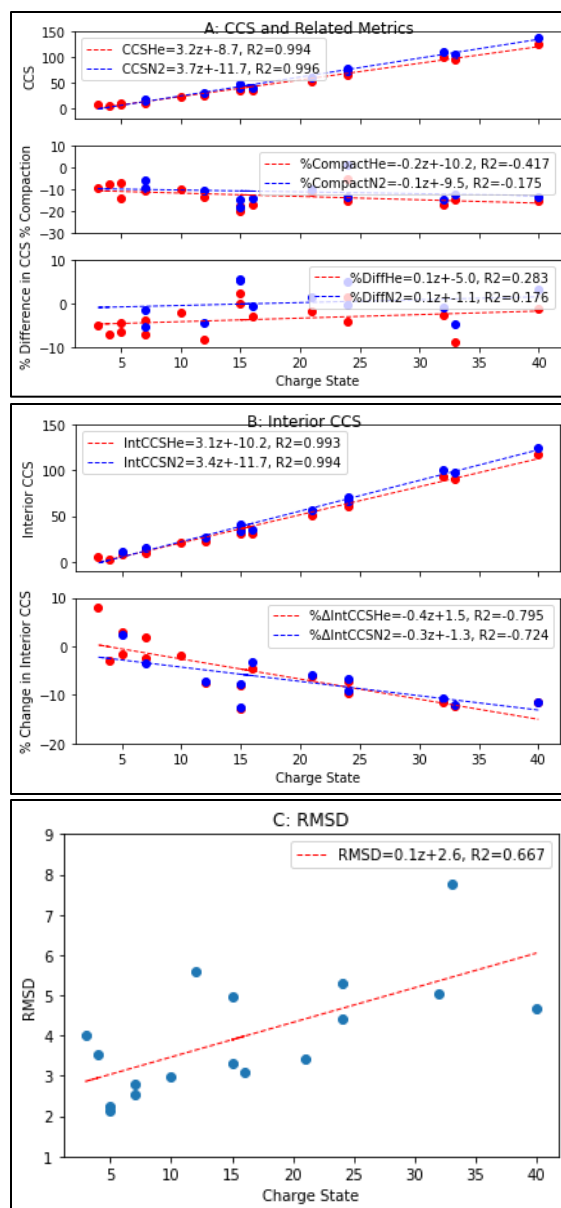 A: CCS and Related Metrics
150
100
50
0
CCS
CCSHe=3.2z+-8.7, R2=0.994
CCSN2=3.7z+-11.7, R2=0.996
10
0
−10
−20
−30
% Compaction
%CompactHe=-0.2z+-10.2, R2=-0.417
%CompactN2=-0.1z+-9.5, R2=-0.175
10
0
−10
% Difference in CCS
%DiffHe=0.1z+-5.0, R2=0.283
%DiffN2=0.1z+-1.1, R2=0.176
5 10 15 20 25 30 35 40
Charge State
B: Interior CCS
150
100
50
0
Interior CCS
IntCCSHe=3.1z+-10.2, R2=0.993
IntCCSN2=3.4z+-11.7, R2=0.994
10
0
−10
−20
% Change in Interior CCS
%ΔIntCCSHe=-0.4z+1.5, R2=-0.795
%ΔIntCCSN2=-0.3z+-1.3, R2=-0.724
5 10 15 20 25 30 35 40
Charge State
C: RMSD
9
8
7
6
5
4
3
2
1
RMSD
RMSD=0.1z+2.6, R2=0.667
5 10 15 20 25 30 35 40
Charge State